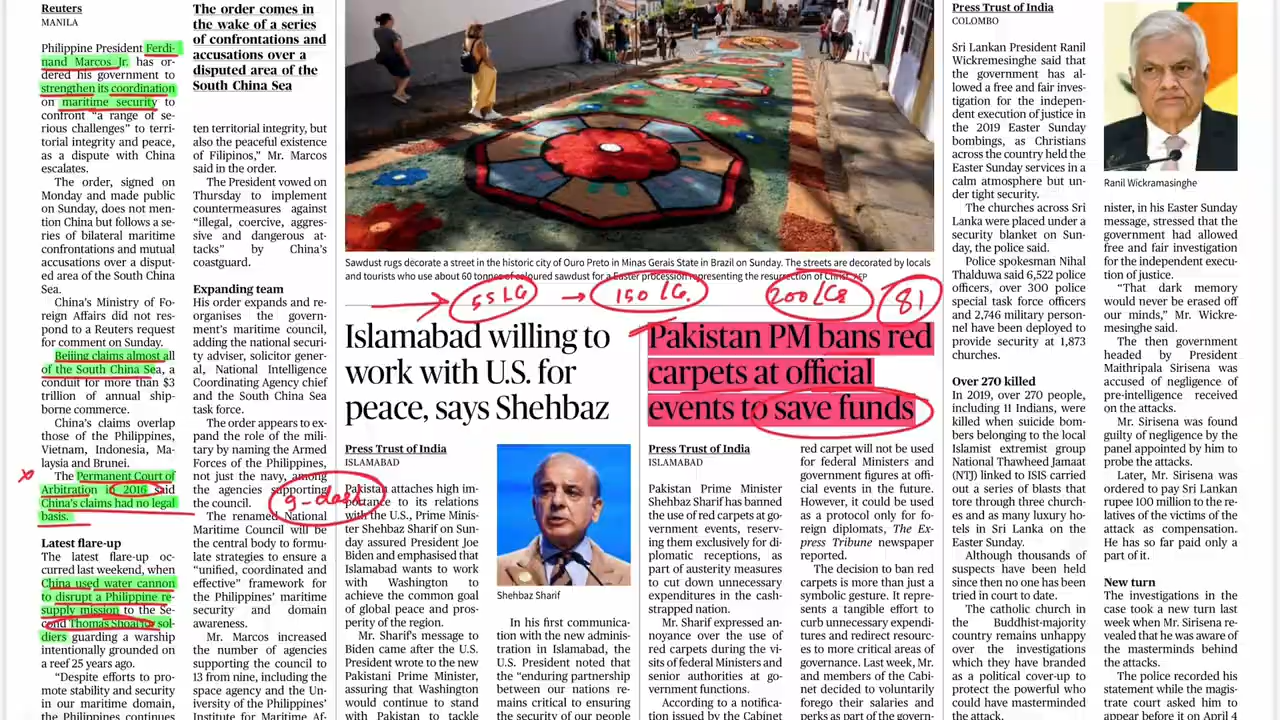 Reuters
MANILA
Philippine President Ferdi-
nand Marcos Jr. has or-
dered his government to
strengthen its coordination
on maritime security to
confront “a range of se-
rious challenges” to terri-
torial integrity and peace,
as a dispute with China
escalates.
The order, signed on
Monday and made public
on Sunday, does not men-
tion China but follows a se-
ries of bilateral maritime
confrontations and mutual
accusations over a disput-
ed area of the South China
Sea.
China’s Ministry of Fo-
reign Affairs did not res-
pond to a Reuters request
for comment on Sunday.
Beijing claims almost all
of the South China Sea, a
conduit for more than $3
trillion of annual ship-
borne commerce.
China’s claims overlap
those of the Philippines,
Vietnam, Indonesia, Ma-
laysia and Brunei.
The Permanent Court of
Arbitration in 2016 said
China’s claims had no legal
basis.
Latest flare-up
The latest flare-up oc-
curred last weekend, when
China used water cannon
to disrupt a Philippine re-
supply mission to the Se-
cond Thomas Shoal for sol-
diers guarding a warship
intentionally grounded on
a reef 25 years ago.
“Despite efforts to pro-
mote stability and security
in our maritime domain,
the Philippines continues
The order comes in
the wake of a series
of confrontations and
accusations over a
disputed area of the
South China Sea
ten territorial integrity, but
also the peaceful existence
of Filipinos,” Mr. Marcos
said in the order.
The President vowed on
Thursday to implement
countermeasures against
“illegal, coercive, aggres-
sive and dangerous at-
tacks” by China’s
coastguard.
Expanding team
His order expands and re-
organises the govern-
ment’s maritime council,
adding the national securi-
ty adviser, solicitor gener-
al, National Intelligence
Coordinating Agency chief
and the South China Sea
task force.
The order appears to ex-
pand the role of the mili-
tary by naming the Armed
Forces of the Philippines,
not just the navy, among
the agencies supporting
the council.
The renamed National
Maritime Council will be
the central body to formu-
late strategies to ensure a
“unified, coordinated and
effective” framework for
the Philippines’ maritime
security and domain
awareness.
Mr. Marcos increased
the number of agencies
supporting the council to
13 from nine, including the
space agency and the Un-
iversity of the Philippines’
Institute for Maritime Af-
9-dash
Sawdust rugs decorate a street in the historic city of Ouro Preto in Minas Gerais State in Brazil on Sunday. The streets are decorated by locals
and tourists who use about 60 tonnes of coloured sawdust for a Easter procession representing the resurrection of Christ. AFP
→ 55 LG → 150 LG. 200 LCs 81
Islamabad willing to
work with U.S. for
peace, says Shehbaz
Press Trust of India
ISLAMABAD
Pakistan attaches high im-
portance to its relations
with the U.S., Prime Minis-
ter Shehbaz Sharif on Sun-
day assured President Joe
Biden and emphasised that
Islamabad wants to work
with Washington to
achieve the common goal
of global peace and pros-
perity of the region.
Mr. Sharif’s message to
Biden came after the U.S.
President wrote to the new
Pakistani Prime Minister,
assuring that Washington
would continue to stand
with Pakistan to tackle
Shehbaz Sharif
In his first communica-
tion with the new adminis-
tration in Islamabad, the
U.S. President noted that
the “enduring partnership
between our nations re-
mains critical to ensuring
the security of our people
Pakistan PM bans red
carpets at official
events to save funds
Press Trust of India
ISLAMABAD
Pakistan Prime Minister
Shehbaz Sharif has banned
the use of red carpets at go-
vernment events, reserv-
ing them exclusively for di-
plomatic receptions, as
part of austerity measures
to cut down unnecessary
expenditures in the cash-
strapped nation.
Mr. Sharif expressed an-
noyance over the use of
red carpets during the vi-
sits of federal Ministers and
senior authorities at go-
vernment functions.
According to a notifica-
tion issued by the Cabinet
red carpet will not be used
for federal Ministers and
government figures at offi-
cial events in the future.
However, it could be used
as a protocol only for
foreign diplomats, The Ex-
press Tribune newspaper
reported.
The decision to ban red
carpets is more than just a
symbolic gesture. It repre-
sents a tangible effort to
curb unnecessary expendi-
tures and redirect resourc-
es to more critical areas of
governance. Last week, Mr.
and members of the Cabi-
net decided to voluntarily
forego their salaries and
perks as part of the govern-
Press Trust of India
COLOMBO
Sri Lankan President Ranil
Wickremesinghe said that
the government has al-
lowed a free and fair inves-
tigation for the indepen-
dent execution of justice in
the 2019 Easter Sunday
bombings, as Christians
across the country held the
Easter Sunday services in a
calm atmosphere but un-
der tight security.
The churches across Sri
Lanka were placed under a
security blanket on Sun-
day, the police said.
Police spokesman Nihal
Thalduwa said 6,522 police
officers, over 300 police
special task force officers
and 2,746 military person-
nel have been deployed to
provide security at 1,873
churches.
Over 270 killed
In 2019, over 270 people,
including 11 Indians, were
killed when suicide bom-
bers belonging to the local
Islamist extremist group
National Thawheed Jamaat
(NTJ) linked to ISIS carried
out a series of blasts that
tore through three church-
es and as many luxury ho-
tels in Sri Lanka on the
Easter Sunday.
Although thousands of
suspects have been held
since then no one has been
tried in court to date.
The catholic church in
the Buddhist-majority
country remains unhappy
over the investigations
which they have branded
as a political cover-up to
protect the powerful who
could have masterminded
the attack.
Ranil Wickramasinghe
nister, in his Easter Sunday
message, stressed that the
government had allowed
free and fair investigation
for the independent execu-
tion of justice.
“That dark memory
would never be erased off
our minds,” Mr. Wickre-
mesinghe said.
The then government
headed by President
Maithripala Sirisena was
accused of negligence of
pre-intelligence received
on the attacks.
Mr. Sirisena was found
guilty of negligence by the
panel appointed by him to
probe the attacks.
Later, Mr. Sirisena was
ordered to pay Sri Lankan
rupees 100 million to the re-
latives of the victims of the
attack as compensation.
He has so far paid only a
part of it.
New turn
The investigations in the
case took a new turn last
week when Mr. Sirisena re-
vealed that he was aware of
the masterminds behind
the attacks.
The police recorded his
statement while the magis-
trate court asked him to
appear before it on April 4